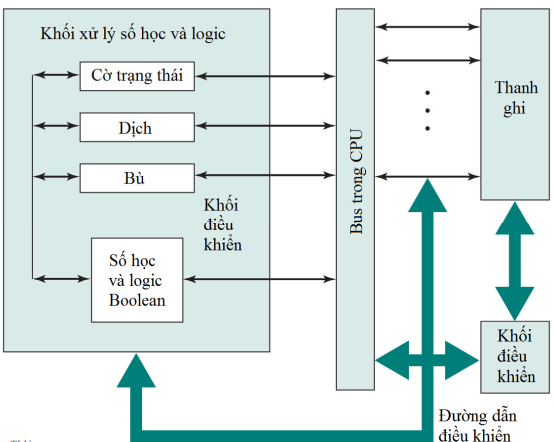 Khối xử lý số học và logic
Cờ trạng thái
Dịch
Bù
Khối
điều
khiển
Số học
và logic
Boolean
Bus trong CPU
Thanh
ghi
Khối
điều
khiển
Đường dẫn
điều khiển